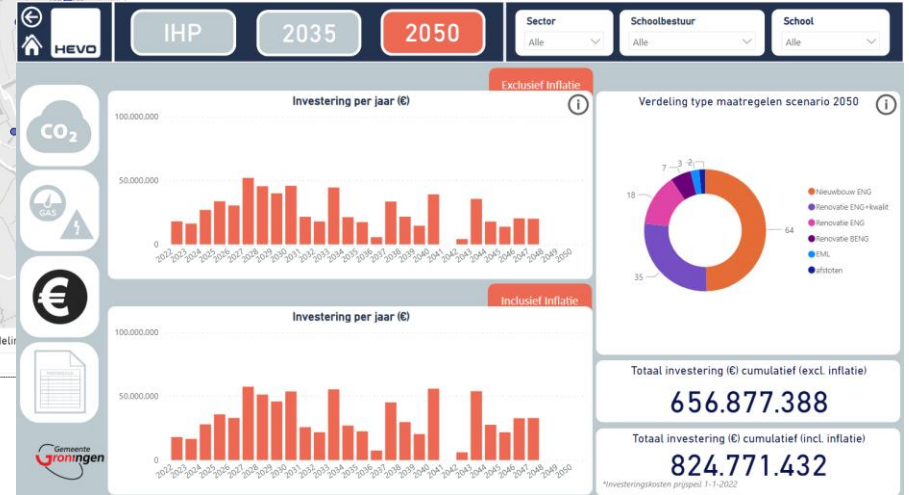 HEVO
IHP
2035
2050
Sector
Alle
Schoolbestuur
Alle
School
Alle
Exclusief Inflatie
Investering per jaar (€)
100.000.000
50.000.000
0
2022 2023 2024 2025 2026 2027 2028 2029 2030 2031 2032 2033 2034 2035 2036 2037 2038 2039 2040 2041 2042 2043 2044 2045 2046 2047 2048 2049 2050
Inclusief Inflatie
Investering per jaar (€)
100.000.000
50.000.000
0
2022 2023 2024 2025 2026 2027 2028 2029 2030 2031 2032 2033 2034 2035 2036 2037 2038 2039 2040 2041 2042 2043 2044 2045 2046 2047 2048 2049 2050
CO2
GAS
€
Gemeente
Groningen
Verdeling type maatregelen scenario 2050
7
3
2
18
64
35
Nieuwbouw ENG
Renovatie ENG+kwalit
Renovatie ENG
Renovatie BENG
EML
afstoten
Totaal investering (€) cumulatief (excl. inflatie)
656.877.388
Totaal investering (€) cumulatief (incl. inflatie)
824.771.432
*Investeringskosten prijspeil 1-1-2022